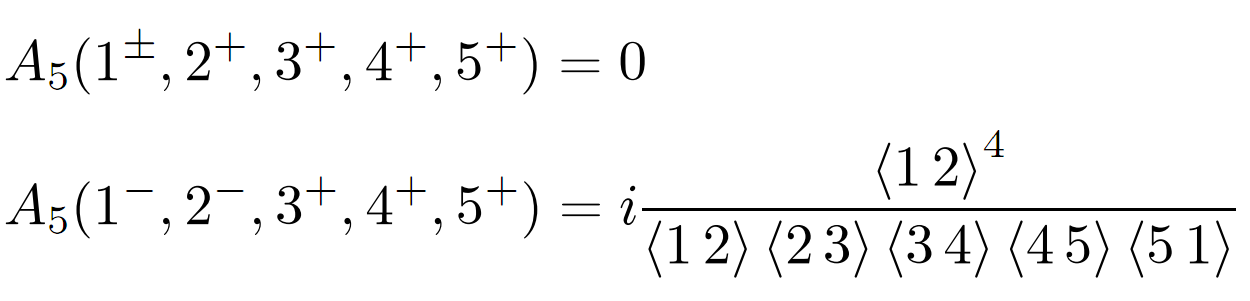 A₅(1^±, 2⁺, 3⁺, 4⁺, 5⁺) = 0
A₅(1⁻, 2⁻, 3⁺, 4⁺, 5⁺) = i ⟨1 2⟩⁴ / (⟨1 2⟩ ⟨2 3⟩ ⟨3 4⟩ ⟨4 5⟩ ⟨5 1⟩)